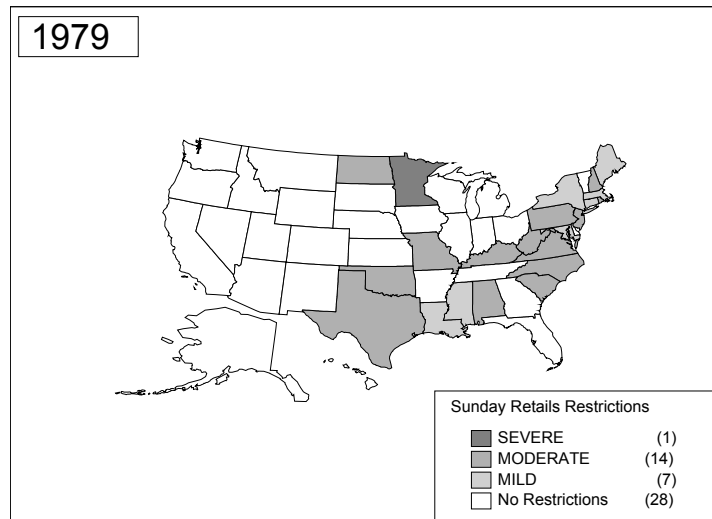 1979
Sunday Retails Restrictions
SEVERE (1)
MODERATE (14)
MILD (7)
No Restrictions (28)